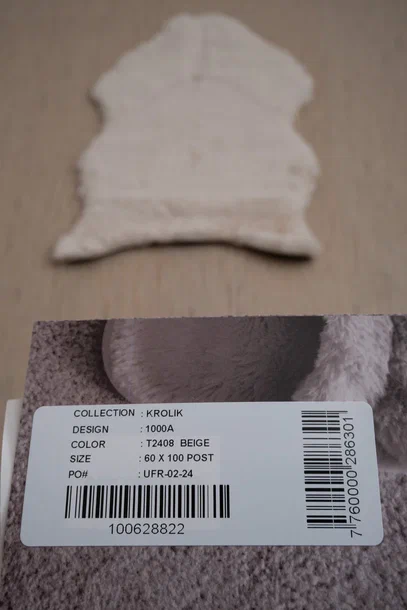 COLLECTION : KROLIK
DESIGN : 1000A
COLOR : T2408 BEIGE
SIZE : 60 X 100 POST
PO# : UFR-02-24
100628822
7 760000 286301